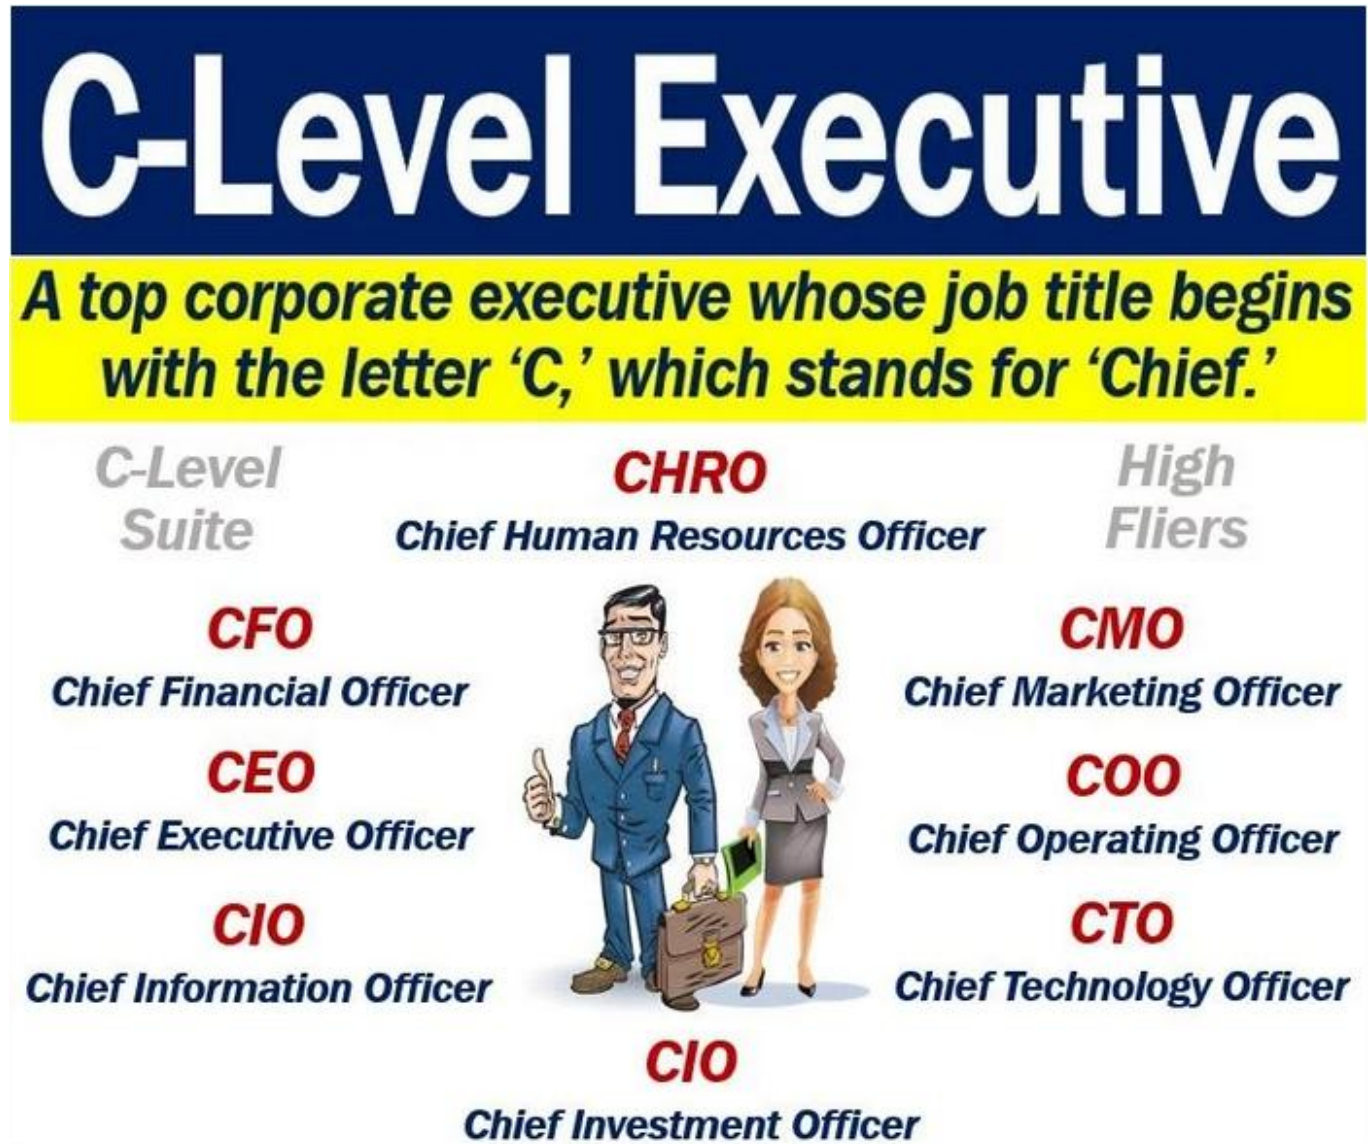 C-Level Executive
A top corporate executive whose job title begins
with the letter ‘C,’ which stands for ‘Chief.’
C-Level
Suite
CHRO
Chief Human Resources Officer
High
Fliers
CFO
Chief Financial Officer
CMO
Chief Marketing Officer
CEO
Chief Executive Officer
COO
Chief Operating Officer
CIO
Chief Information Officer
CTO
Chief Technology Officer
CIO
Chief Investment Officer